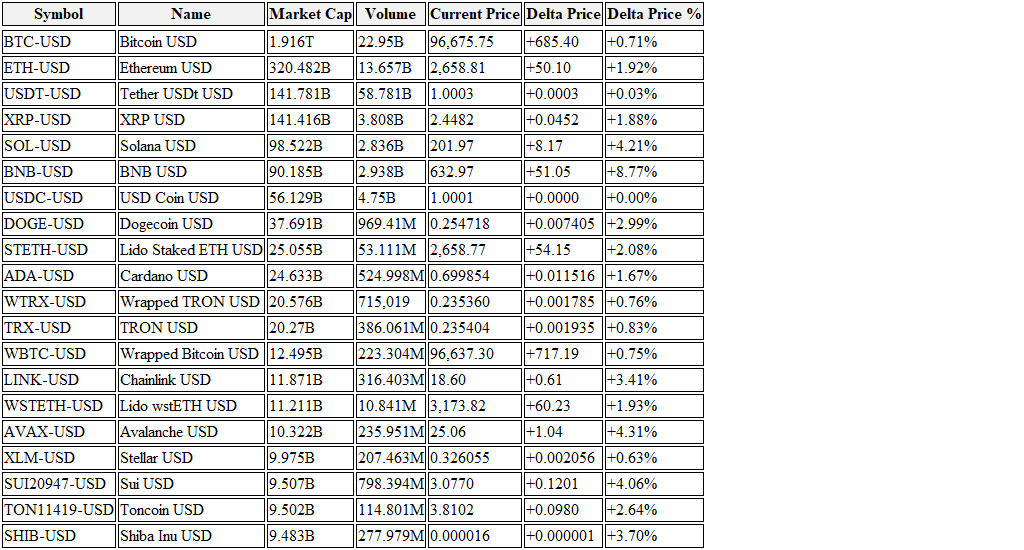 Symbol Name Market Cap Volume Current Price Delta Price Delta Price %
BTC-USD Bitcoin USD 1.916T 22.95B 96,675.75 +685.40 +0.71%
ETH-USD Ethereum USD 320.482B 13.657B 2,658.81 +50.10 +1.92%
USDT-USD Tether USDt USD 141.781B 58.781B 1.0003 +0.0003 +0.03%
XRP-USD XRP USD 141.416B 3.808B 2.4482 +0.0452 +1.88%
SOL-USD Solana USD 98.522B 2.836B 201.97 +8.17 +4.21%
BNB-USD BNB USD 90.185B 2.938B 632.97 +51.05 +8.77%
USDC-USD USD Coin USD 56.129B 4.75B 1.0001 +0.0000 +0.00%
DOGE-USD Dogecoin USD 37.691B 969.41M 0.254718 +0.007405 +2.99%
STETH-USD Lido Staked ETH USD 25.055B 53.111M 2,658.77 +54.15 +2.08%
ADA-USD Cardano USD 24.633B 524.998M 0.699854 +0.011516 +1.67%
WTRX-USD Wrapped TRON USD 20.576B 715,019 0.235360 +0.001785 +0.76%
TRX-USD TRON USD 20.27B 386.061M 0.235404 +0.001935 +0.83%
WBTC-USD Wrapped Bitcoin USD 12.495B 223.304M 96,637.30 +717.19 +0.75%
LINK-USD Chainlink USD 11.871B 316.403M 18.60 +0.61 +3.41%
WSTETH-USD Lido wstETH USD 11.211B 10.841M 3,173.82 +60.23 +1.93%
AVAX-USD Avalanche USD 10.322B 235.951M 25.06 +1.04 +4.31%
XLM-USD Stellar USD 9.975B 207.463M 0.326055 +0.002056 +0.63%
SUI20947-USD Sui USD 9.507B 798.394M 3.0770 +0.1201 +4.06%
TON11419-USD Toncoin USD 9.502B 114.801M 3.8102 +0.0980 +2.64%
SHIB-USD Shiba Inu USD 9.483B 277.979M 0.000016 +0.000001 +3.70%